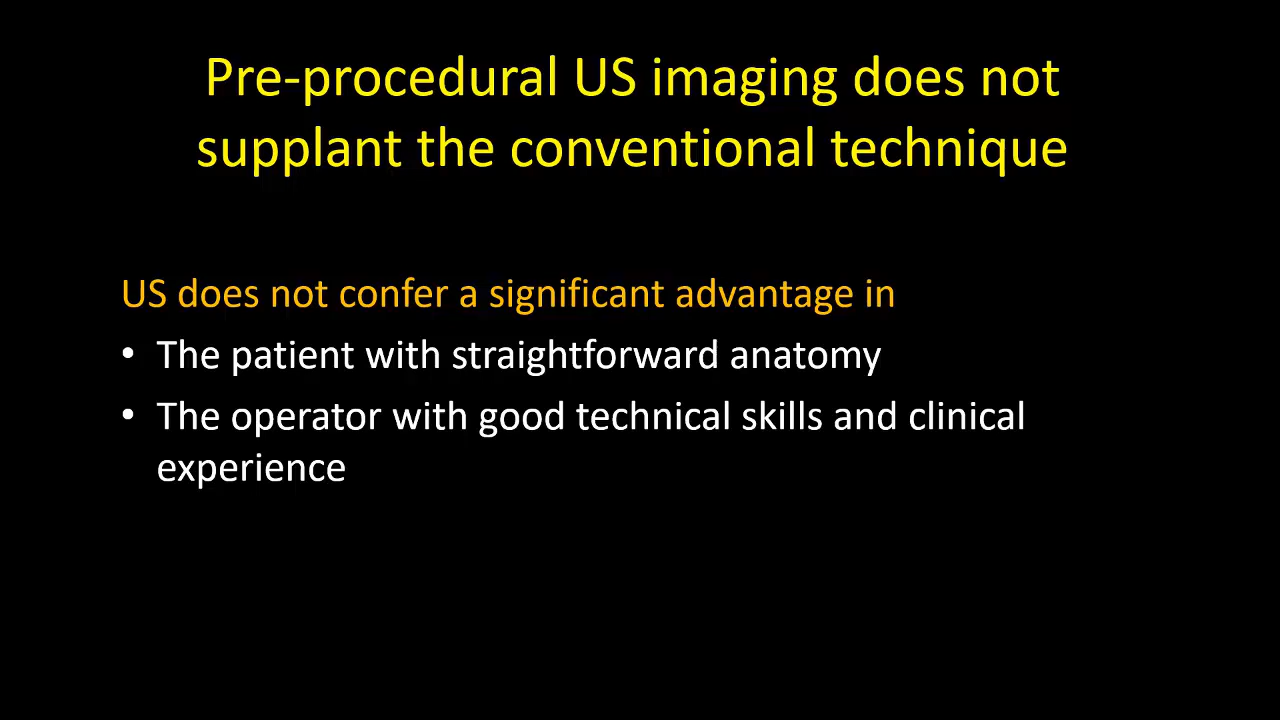 Pre-procedural US imaging does not
supplant the conventional technique
US does not confer a significant advantage in
• The patient with straightforward anatomy
• The operator with good technical skills and clinical
experience